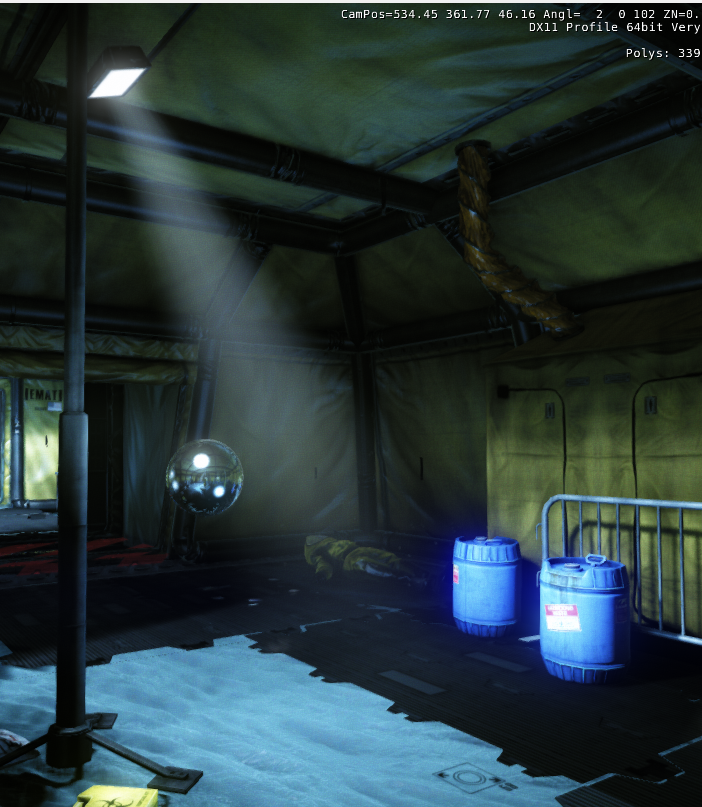 CamPos=534.45 361.77 46.16 Angl=  2  0 102 ZN=0.
DX11 Profile 64bit Very
Polys: 339